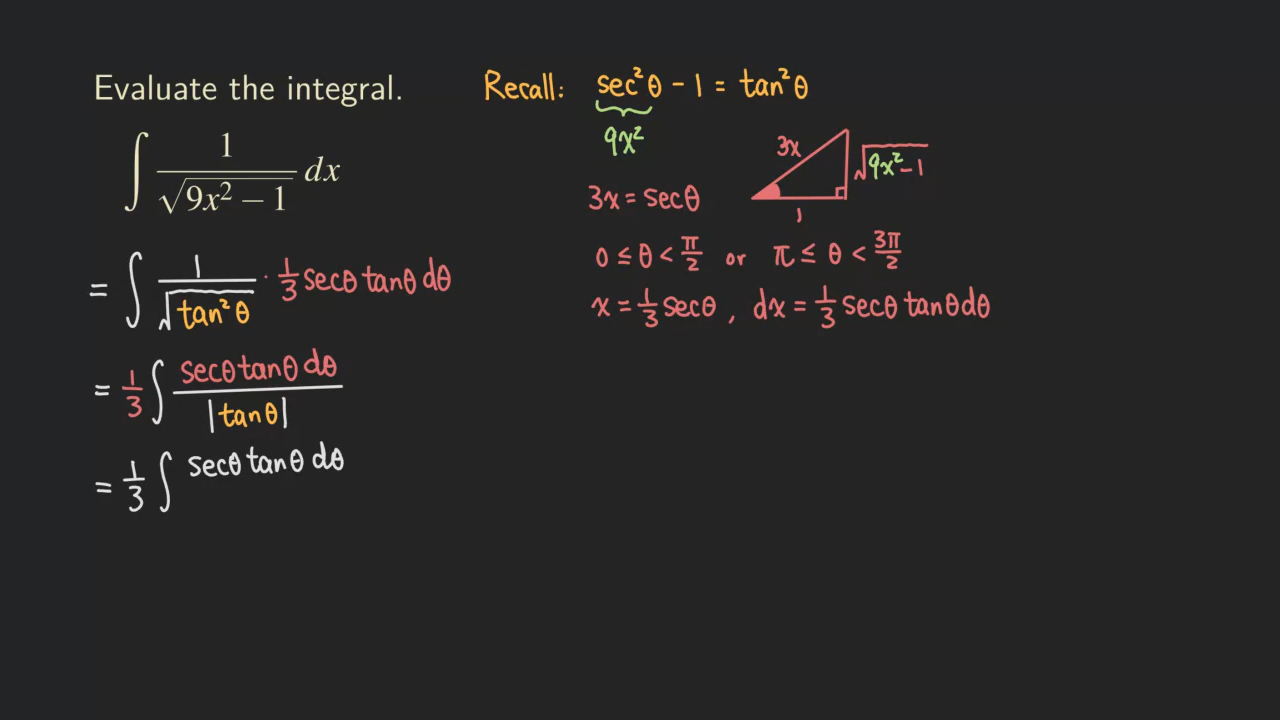 Evaluate the integral.
∫ 1/√(9x² − 1) dx
= ∫ 1/√(tan²θ) · 1/3 secθ tanθ dθ
= 1/3 ∫ secθ tanθ dθ / |tanθ|
= 1/3 ∫ secθ tanθ dθ
Recall: sec²θ − 1 = tan²θ
9x²
3x
√(9x² − 1)
1
3x = secθ
0 ≤ θ < π/2 or π ≤ θ < 3π/2
x = 1/3 secθ , dx = 1/3 secθ tanθ dθ